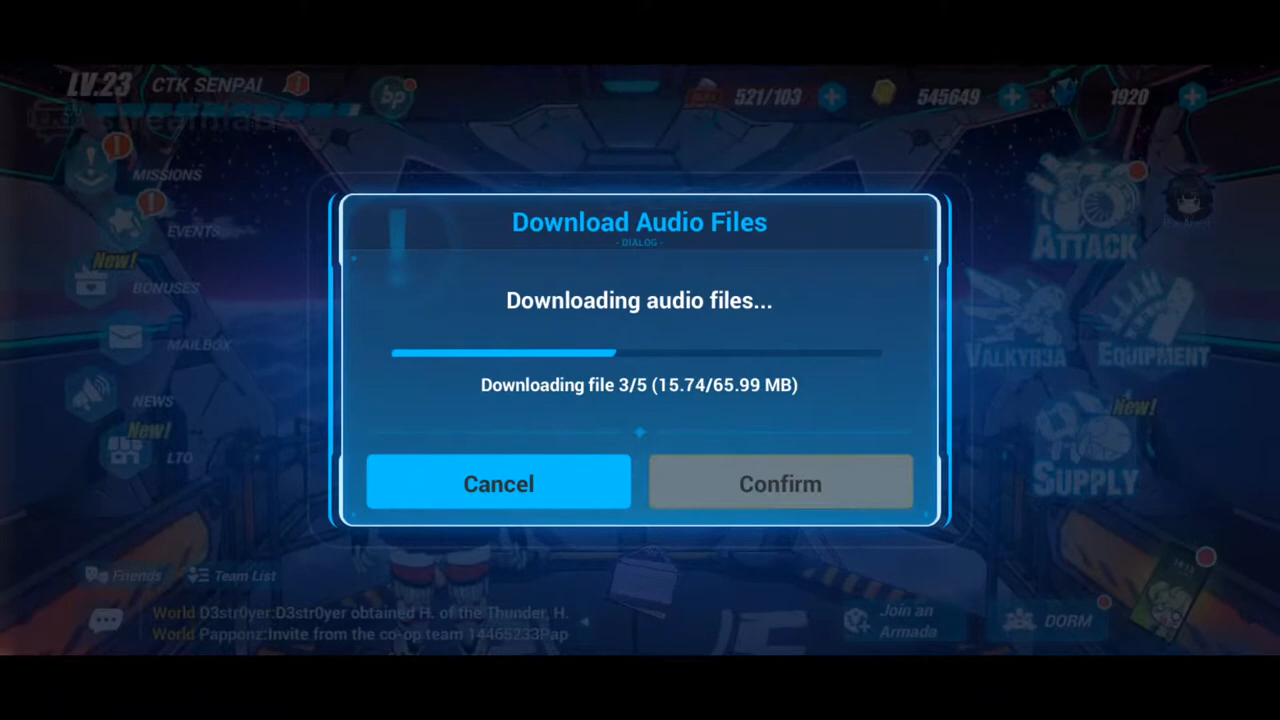 LV.23 CTK SENPAI
bp
521/103
545649
1920
MISSIONS
EVENTS
New!
BONUSES
MAILBOX
NEWS
New!
LTO
Download Audio Files
- DIALOG -
Downloading audio files...
Downloading file 3/5 (15.74/65.99 MB)
Cancel
Confirm
ATTACK
VALKYR3A
EQUIPMENT
New!
SUPPLY
Friends
Team List
World D3str0yer:D3str0yer obtained H. of the Thunder, H.
World Paponz:Invite from the co-op team 14465233Pap
Join an
Armada
DORM